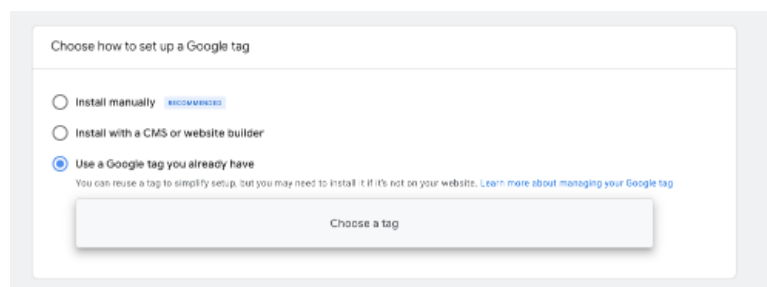 Choose how to set up a Google tag
Install manually RECOMMENDED
Install with a CMS or website builder
Use a Google tag you already have
You can reuse a tag to simplify setup, but you may need to install it if it's not on your website. Learn more about managing your Google tag
Choose a tag